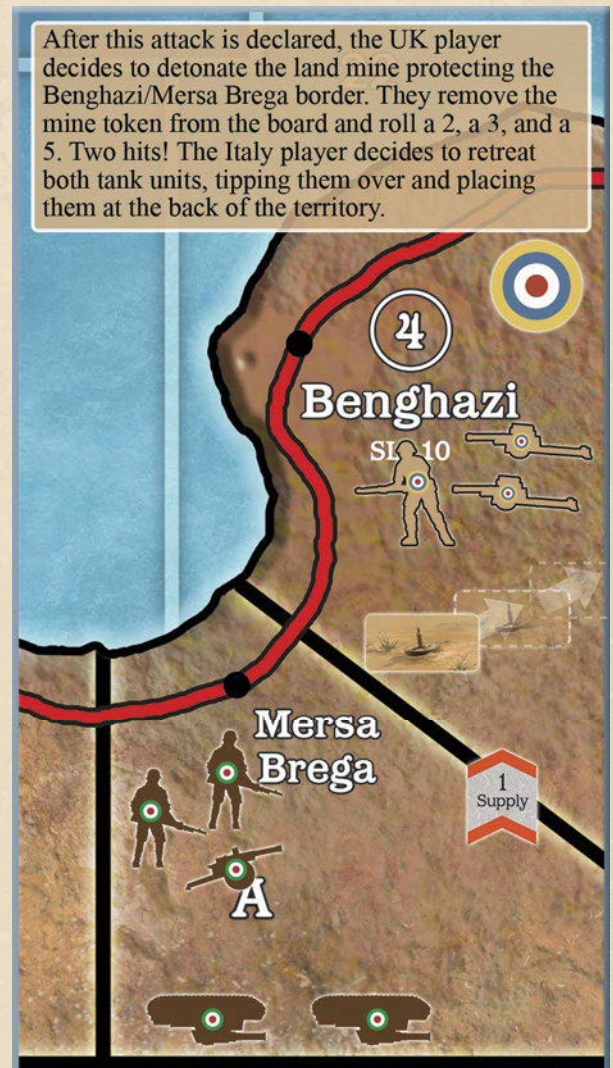 After this attack is declared, the UK player
decides to detonate the land mine protecting the
Benghazi/Mersa Brega border. They remove the
mine token from the board and roll a 2, a 3, and a
5. Two hits! The Italy player decides to retreat
both tank units, tipping them over and placing
them at the back of the territory.
4
Benghazi
10
Mersa
Brega
1
Supply
A